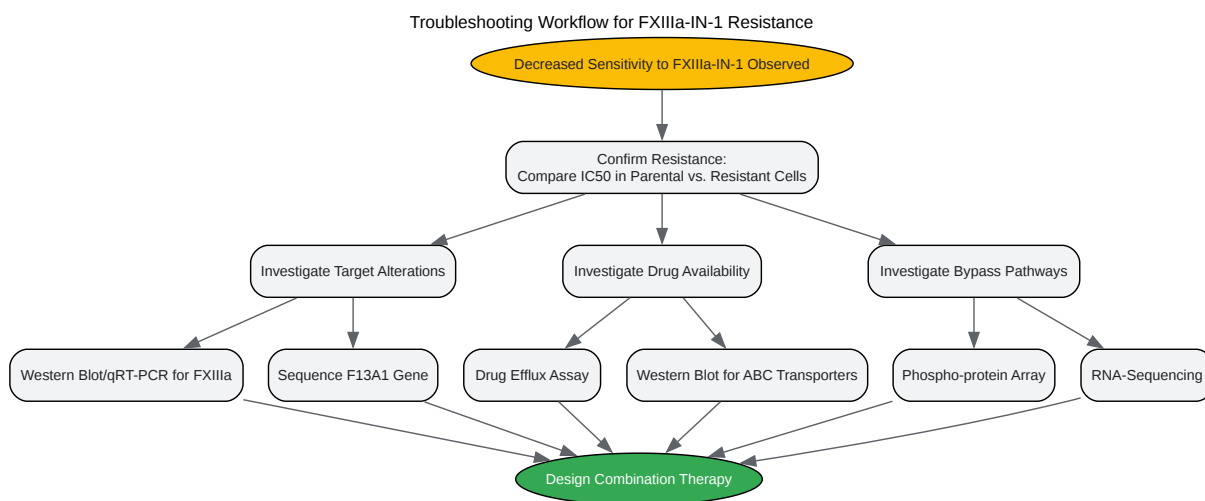 Troubleshooting Workflow for FXIIIa-IN-1 Resistance
Decreased Sensitivity to FXIIIa-IN-1 Observed
Confirm Resistance:
Compare IC50 in Parental vs. Resistant Cells
Investigate Target Alterations
Investigate Drug Availability
Investigate Bypass Pathways
Western Blot/qRT-PCR for FXIIIa
Sequence F13A1 Gene
Drug Efflux Assay
Western Blot for ABC Transporters
Phospho-protein Array
RNA-Sequencing
Design Combination Therapy